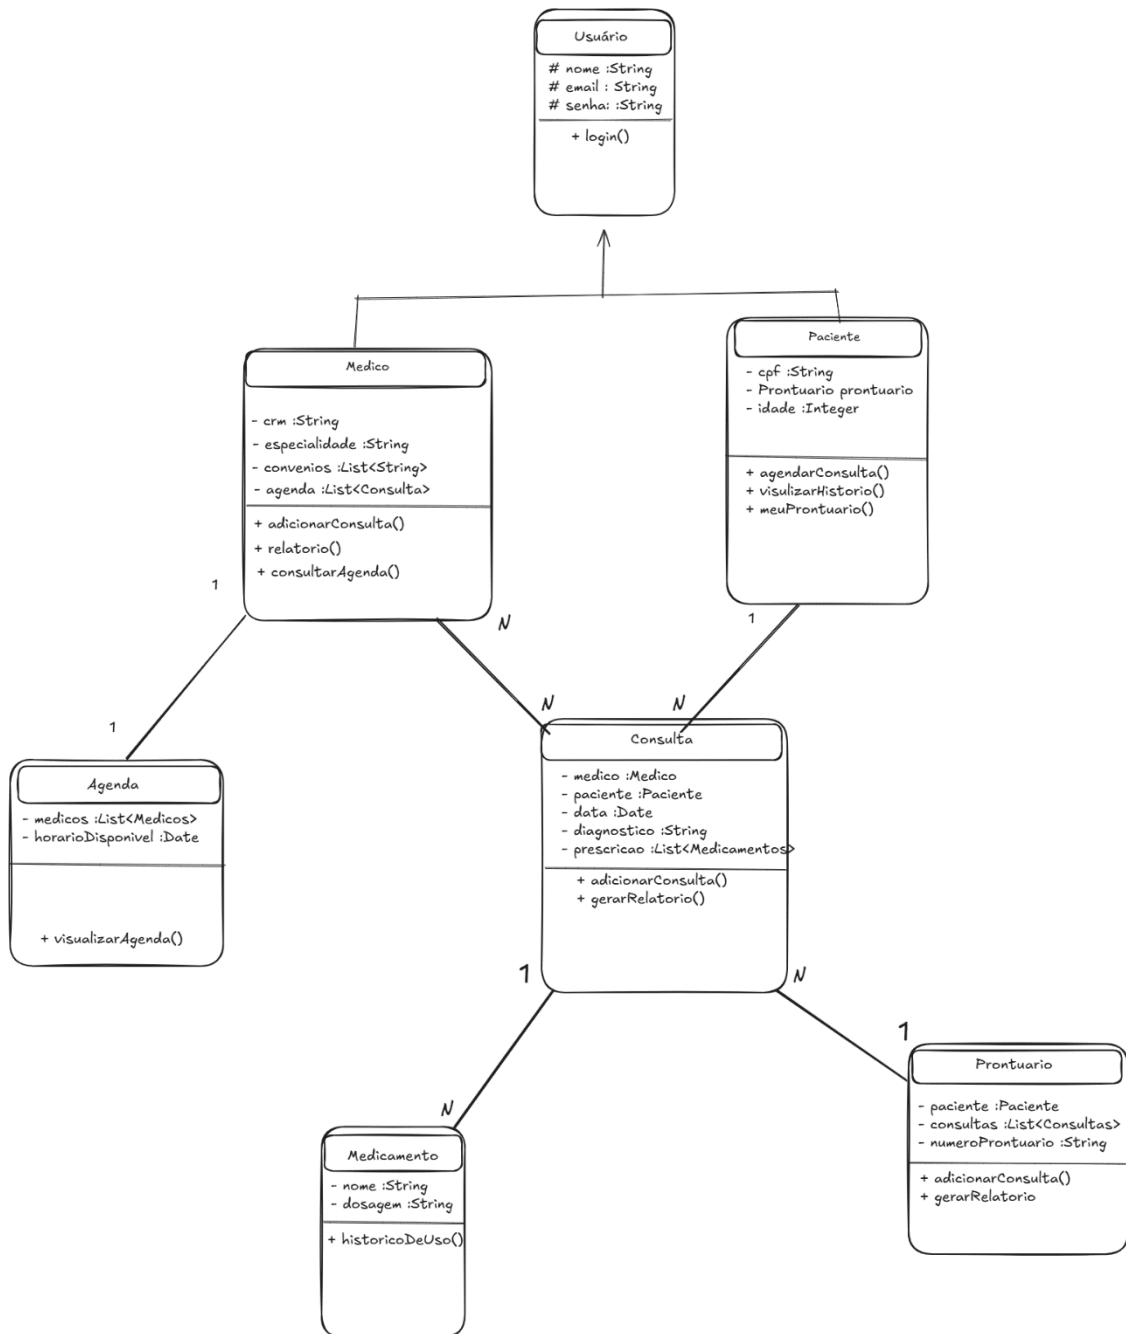 Usuário
# nome :String
# email : String
# senha: :String
+ login()
Medico
- crm :String
- especialidade :String
- convenios :List<String>
- agenda :List<Consulta>
+ adicionarConsulta()
+ relatorio()
+ consultarAgenda()
Paciente
- cpf :String
- Prontuario prontuario
- idade :Integer
+ agendarConsulta()
+ visulizarHistorio()
+ meuProntuario()
1
N
1
1
N
N
Agenda
- medicos :List<Medicos>
- horarioDisponivel :Date
+ visualizarAgenda()
Consulta
- medico :Medico
- paciente :Paciente
- data :Date
- diagnostico :String
- prescricao :List<Medicamentos>
+ adicionarConsulta()
+ gerarRelatorio()
1
N
N
1
Medicamento
- nome :String
- dosagem :String
+ historicoDeUso()
Prontuario
- paciente :Paciente
- consultas :List<Consultas>
- numeroProntuario :String
+ adicionarConsulta()
+ gerarRelatorio